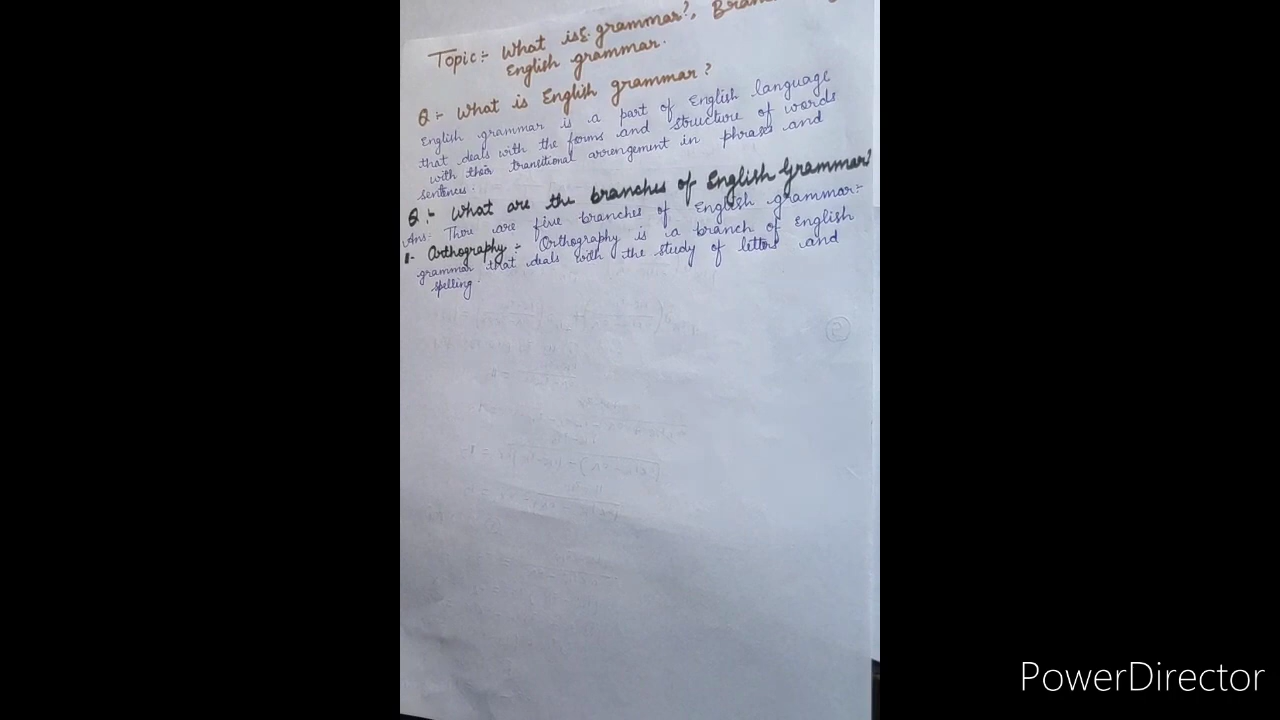 Topic:- What is E. grammar?, Bran
English grammar.
Q:- What is English grammar?
English grammar is a part of English language
that deals with the forms and structure of words
with their transitional arrengement in phrases and
sentences.
Q:- What are the branches of English Grammar?
Ans- There are five branches of English grammar:-
1- Orthography:- Orthography is a branch of English
grammar that deals with the study of letters and
spelling.
PowerDirector